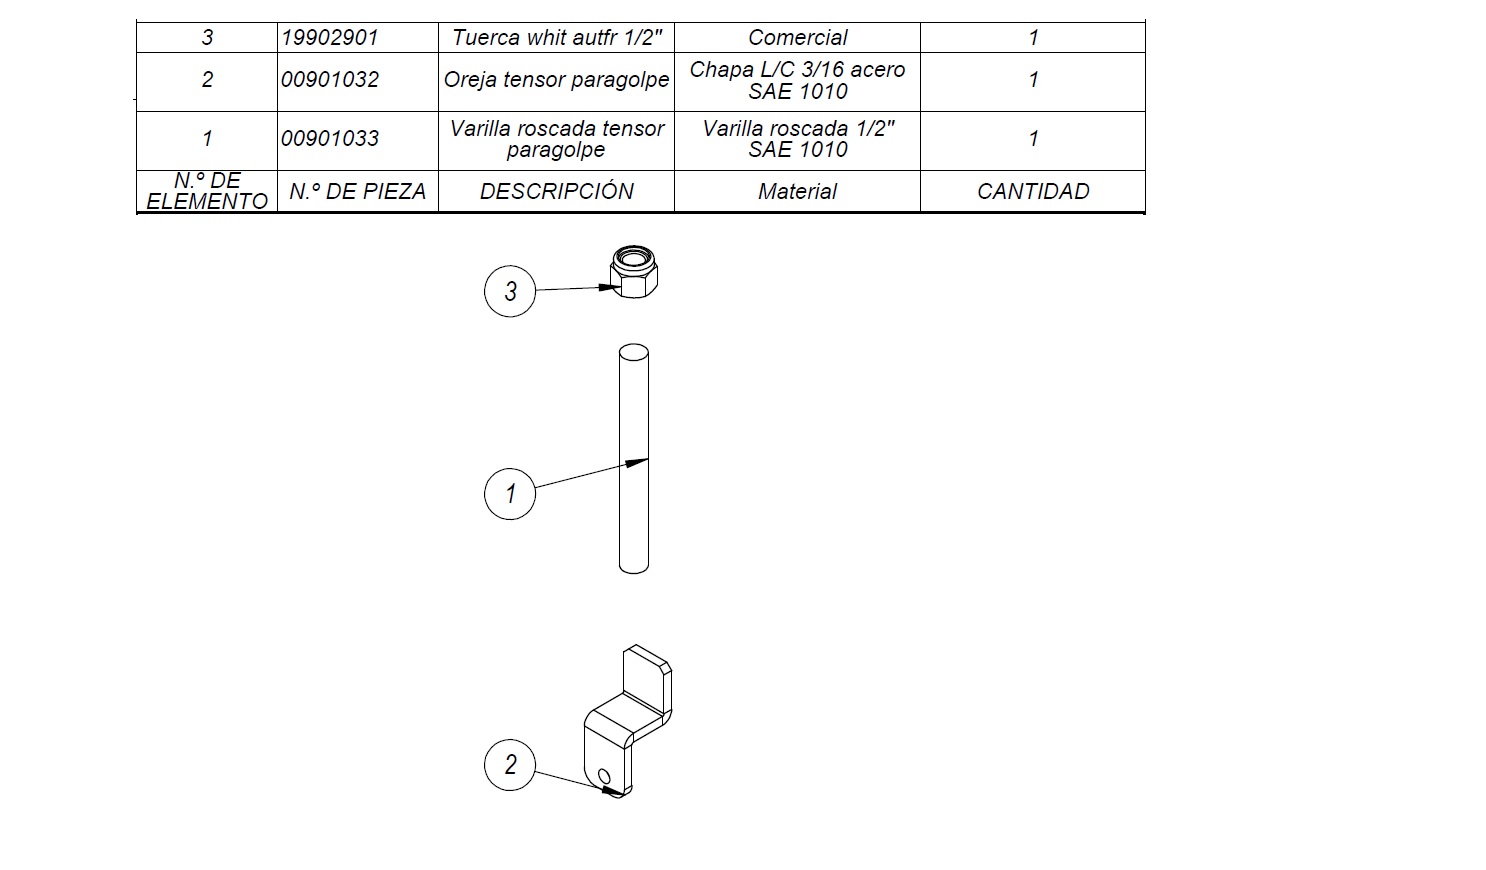 3 19902901 Tuerca whit autfr 1/2" Comercial 1
2 00901032 Oreja tensor paragolpe Chapa L/C 3/16 acero SAE 1010 1
1 00901033 Varilla roscada tensor paragolpe Varilla roscada 1/2" SAE 1010 1
N.º DE ELEMENTO N.º DE PIEZA DESCRIPCIÓN Material CANTIDAD
3
1
2